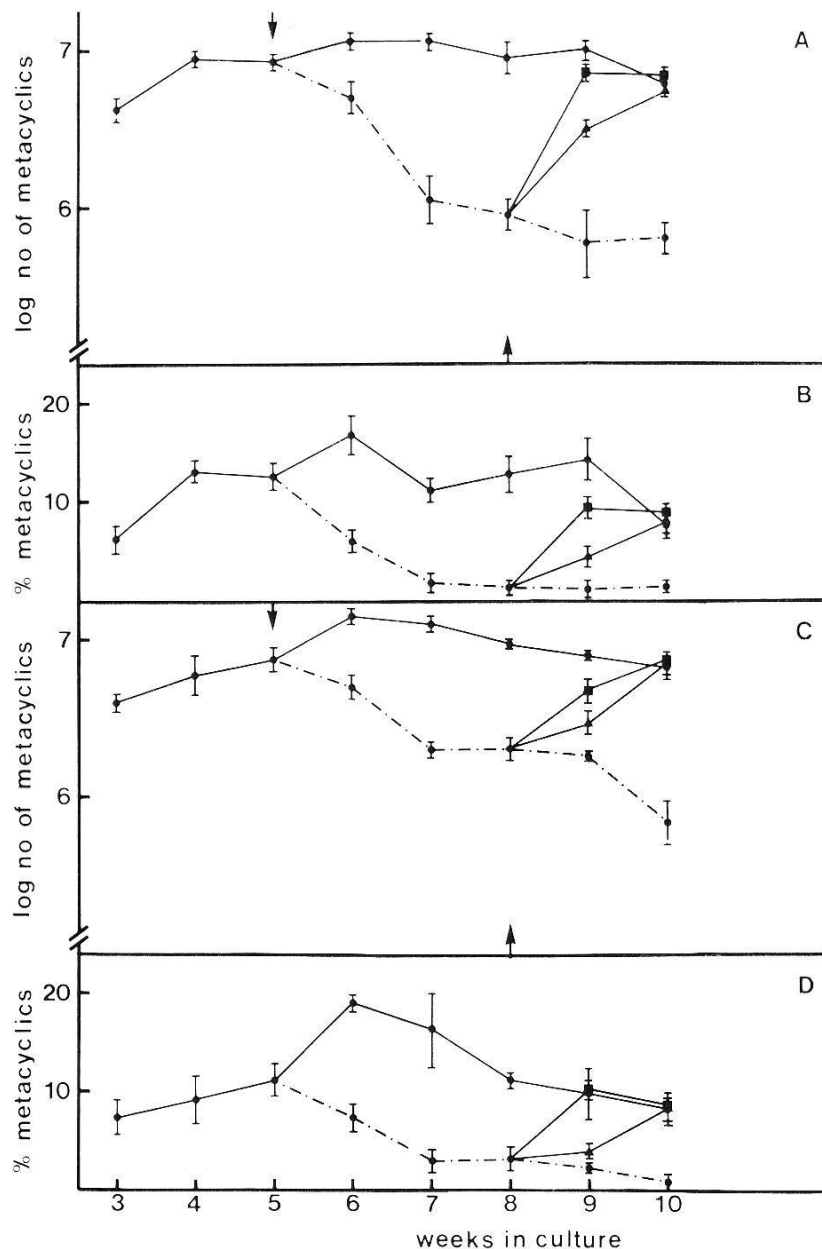 A
7
6
log no of metacyclics
B
20
10
% metacyclics
C
7
6
log no of metacyclics
D
20
10
% metacyclics
3 4 5 6 7 8 9 10
weeks in culture